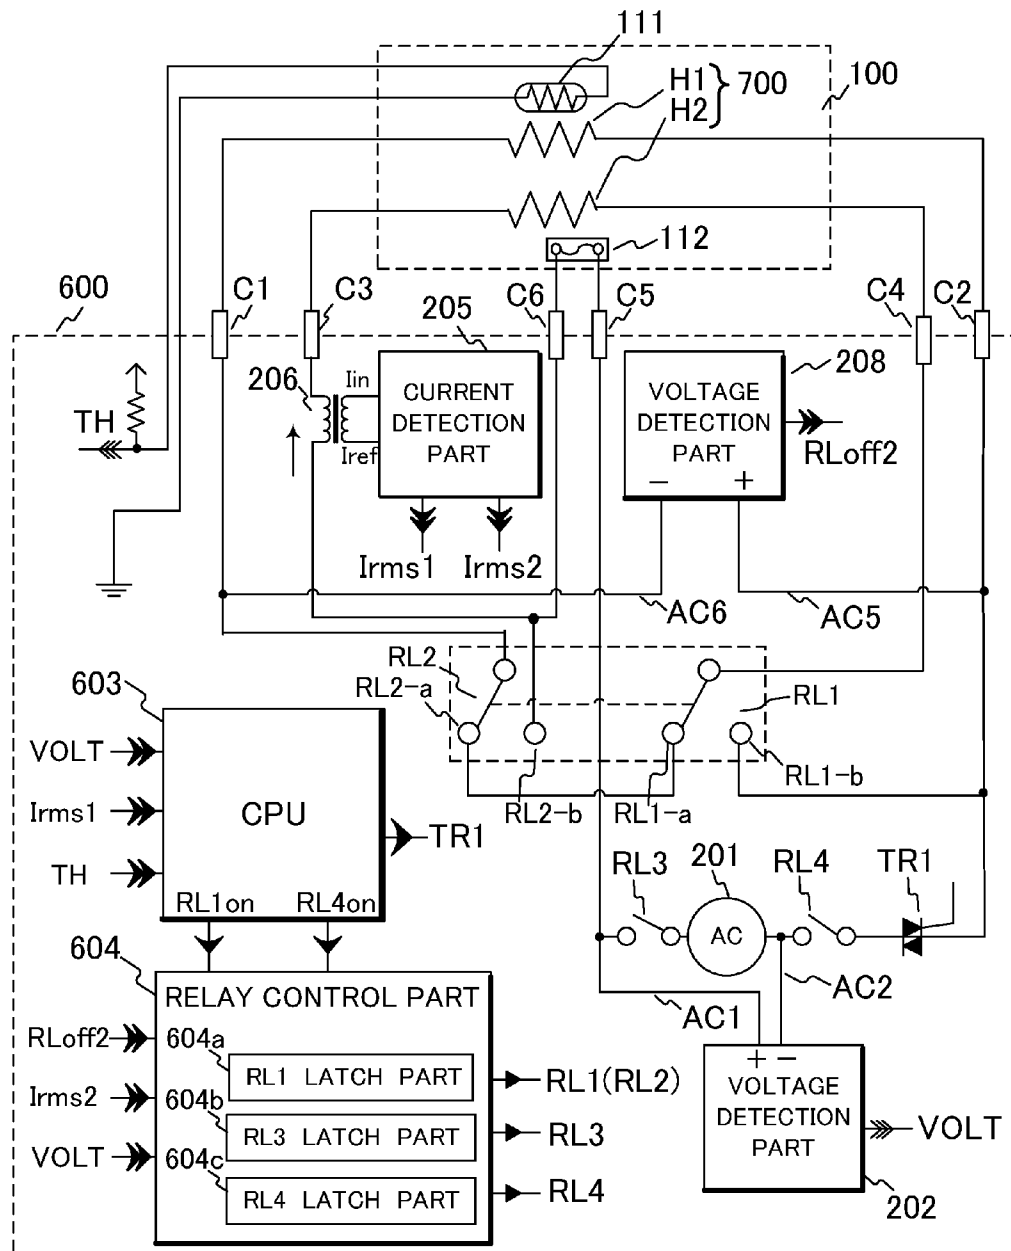 111
H1
H2
700
100
112
600
C1
C3
C6
C5
C4
C2
205
206
Iin
Iref
CURRENT
DETECTION
PART
208
VOLTAGE
DETECTION
PART
- +
RLoff2
TH
Irms1
Irms2
AC6
AC5
RL2
RL2-a
RL1
RL1-b
RL2-b
RL1-a
603
VOLT
Irms1
TH
CPU
TR1
RL1on
RL4on
RL3
201
RL4
TR1
AC
AC1
AC2
604
RELAY CONTROL PART
RLoff2
Irms2
VOLT
604a
RL1 LATCH PART
604b
RL3 LATCH PART
604c
RL4 LATCH PART
RL1(RL2)
RL3
RL4
+ -
VOLTAGE
DETECTION
PART
VOLT
202